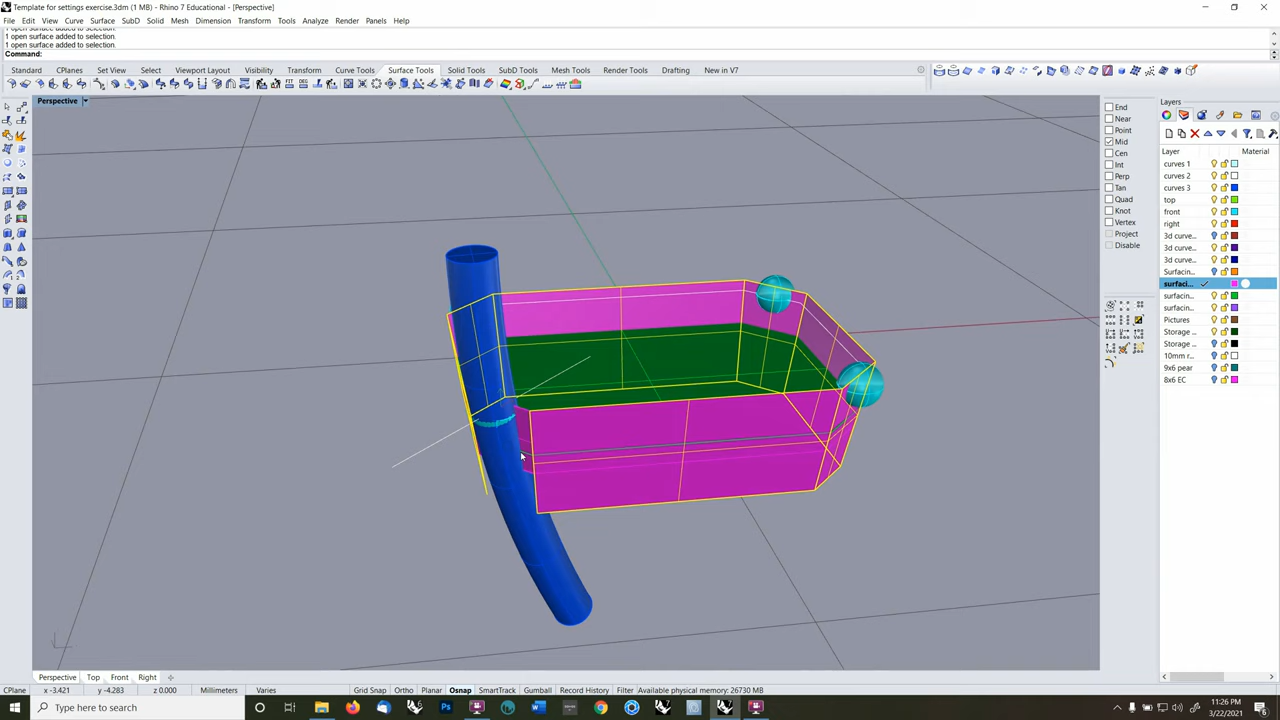 Template for settings exercise.3dm (1 MB) - Rhino 7 Educational - [Perspective]
File Edit View Curve Surface SubD Solid Mesh Dimension Transform Tools Analyze Render Panels Help
1 open surface added to selection.
1 open surface added to selection.
Command:
Standard CPlanes Set View Select Viewport Layout Visibility Transform Curve Tools Surface Tools Solid Tools SubD Tools Mesh Tools Render Tools Drafting New in V7
Perspective
End
Near
Point
Mid
Cen
Int
Perp
Tan
Quad
Knot
Vertex
Project
Disable
Layers
Layer Material
curves 1
curves 2
curves 3
top
front
right
3d curve...
3d curve...
3d curve...
Surfacin...
surfaci...
surfacin...
surfacin...
Pictures
Storage ...
Storage ...
10mm r...
9x6 pear
8x6 EC
Perspective Top Front Right
CPlane x -3.421 y -4.283 z 0.000 Millimeters Varies Grid Snap Ortho Planar Osnap SmartTrack Gumball Record History Filter Available physical memory: 26730 MB
Type here to search
11:26 PM
3/22/2021